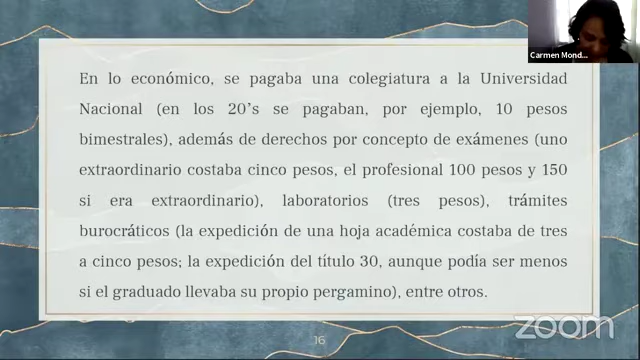 Carmen Mond...
En lo económico, se pagaba una colegiatura a la Universidad
Nacional (en los 20’s se pagaban, por ejemplo, 10 pesos
bimestrales), además de derechos por concepto de exámenes (uno
extraordinario costaba cinco pesos, el profesional 100 pesos y 150
si era extraordinario), laboratorios (tres pesos), trámites
burocráticos (la expedición de una hoja académica costaba de tres
a cinco pesos; la expedición del título 30, aunque podía ser menos
si el graduado llevaba su propio pergamino), entre otros.
zoom
16